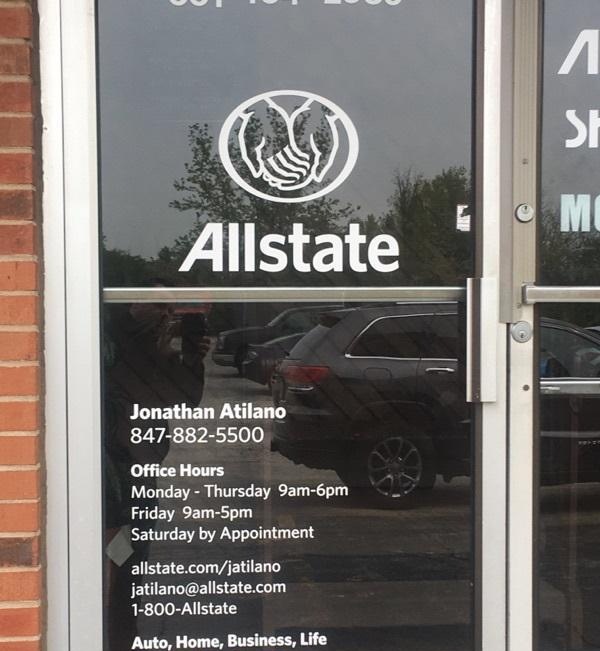 Allstate
Jonathan Atilano
847-882-5500
Office Hours
Monday - Thursday 9am-6pm
Friday 9am-5pm
Saturday by Appointment
allstate.com/jatilano
jatilano@allstate.com
1-800-Allstate
Auto, Home, Business, Life